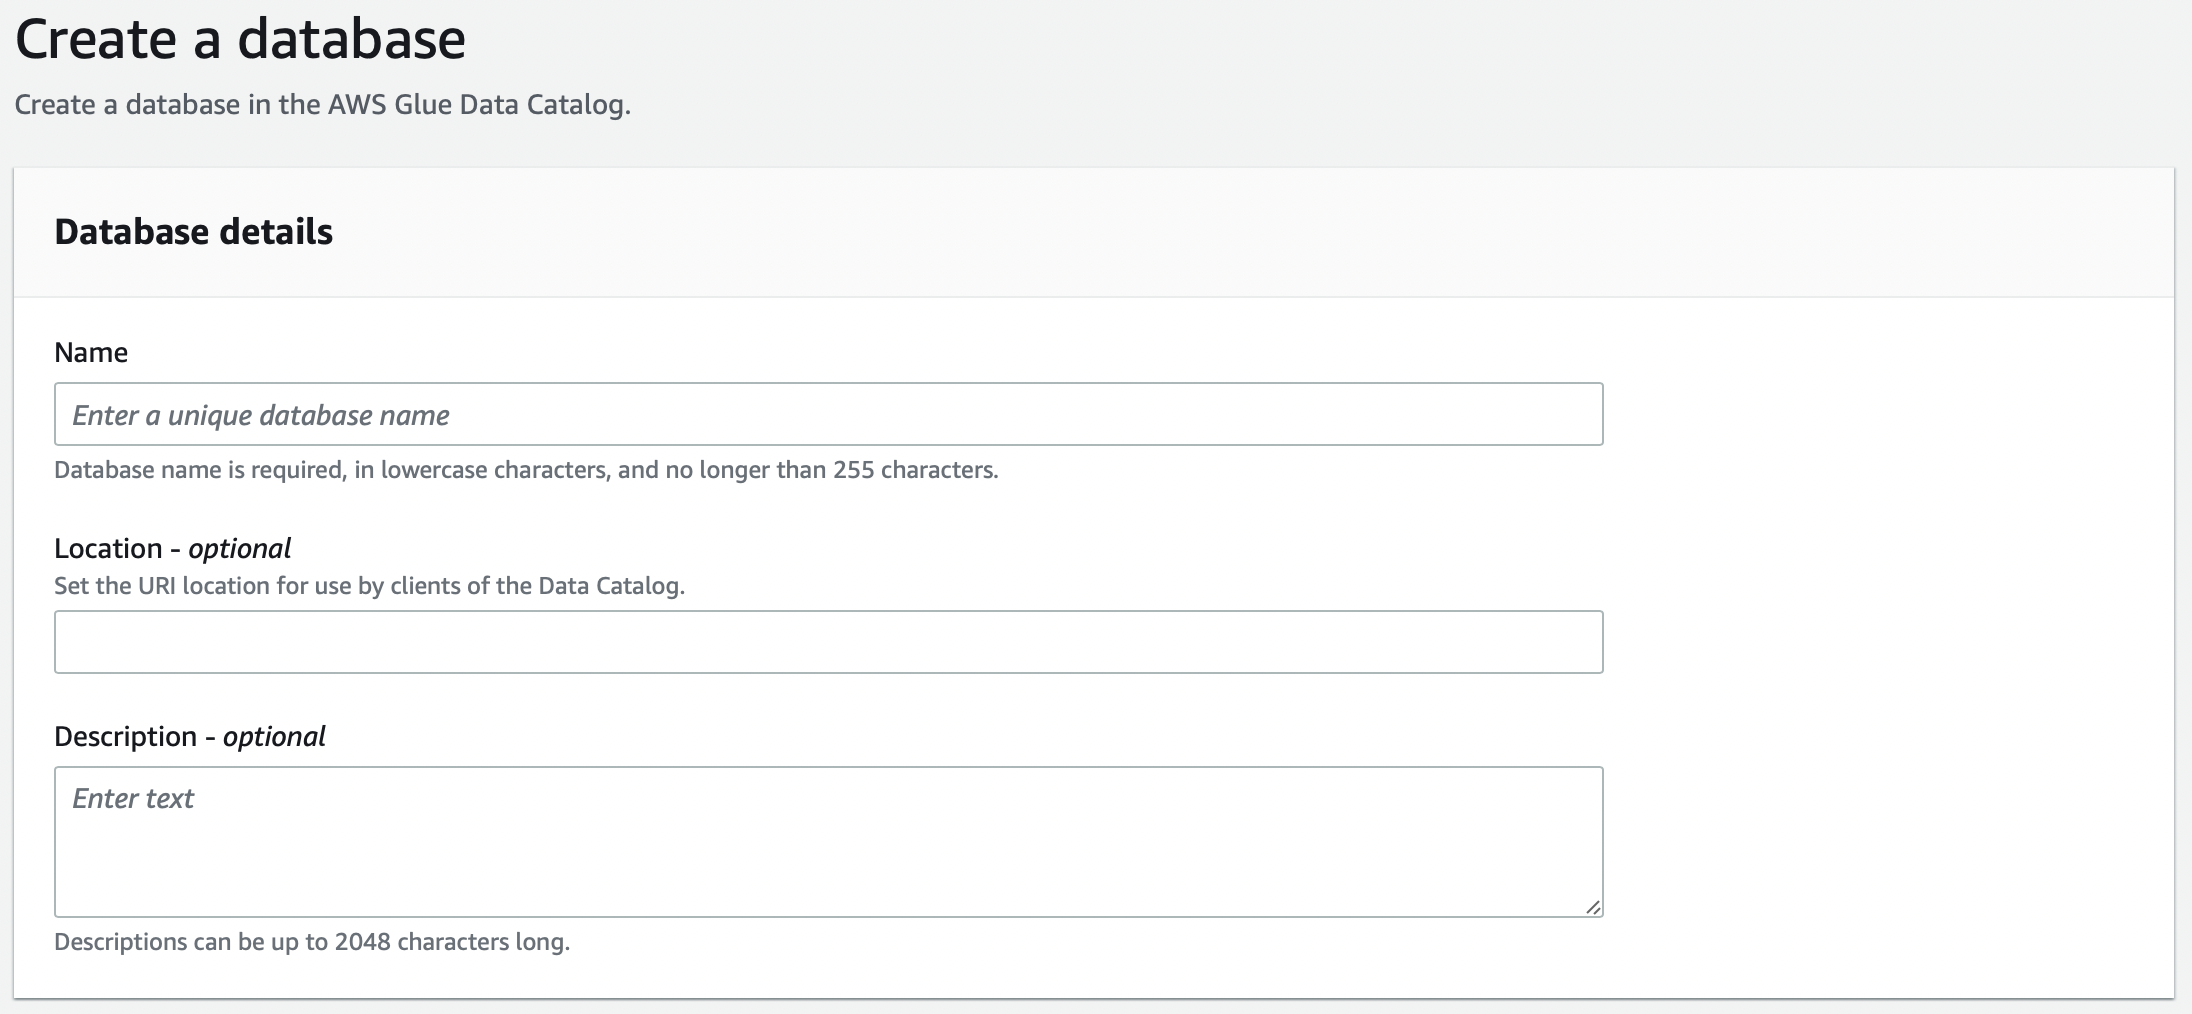 Create a database
Create a database in the AWS Glue Data Catalog.
Database details
Name
Enter a unique database name
Database name is required, in lowercase characters, and no longer than 255 characters.
Location - optional
Set the URI location for use by clients of the Data Catalog.
Description - optional
Enter text
Descriptions can be up to 2048 characters long.